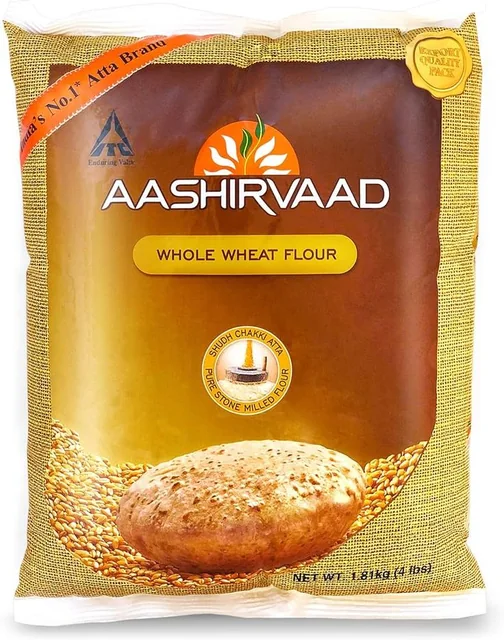 India's No.1* Atta Brand
EXPORT
QUALITY
PACK
ITC
Enduring Value
AASHIRVAAD
WHOLE WHEAT FLOUR
SHUDH CHAKKI ATTA
PURE STONE MILLED FLOUR
NET WT. 1.81kg (4 lbs)